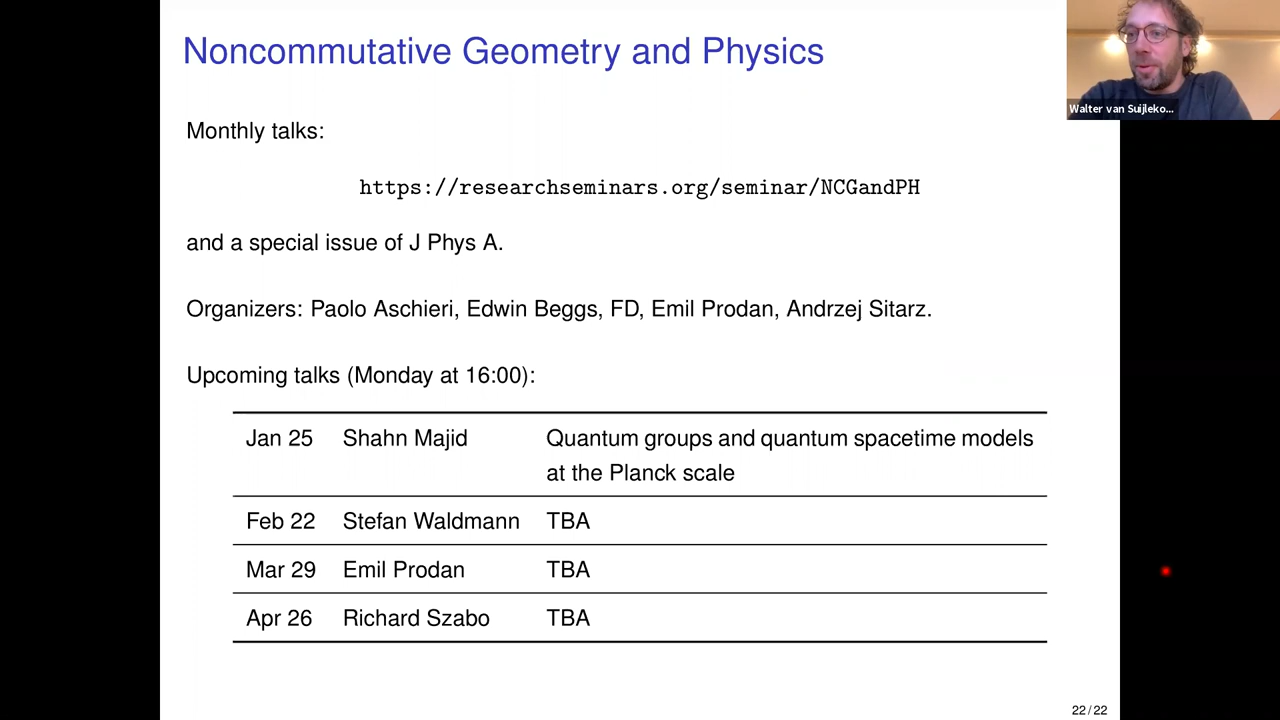 Noncommutative Geometry and Physics
Walter van Suijleko...
Monthly talks:
https://researchseminars.org/seminar/NCGandPH
and a special issue of J Phys A.
Organizers: Paolo Aschieri, Edwin Beggs, FD, Emil Prodan, Andrzej Sitarz.
Upcoming talks (Monday at 16:00):
Jan 25 Shahn Majid Quantum groups and quantum spacetime models
at the Planck scale
Feb 22 Stefan Waldmann TBA
Mar 29 Emil Prodan TBA
Apr 26 Richard Szabo TBA
22 / 22